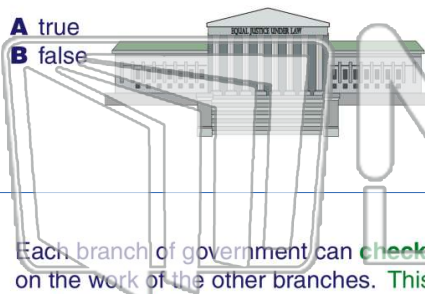 A true
EQUAL JUSTICE UNDER LAW
B false
Each branch of government can check
on the work of the other branches. This